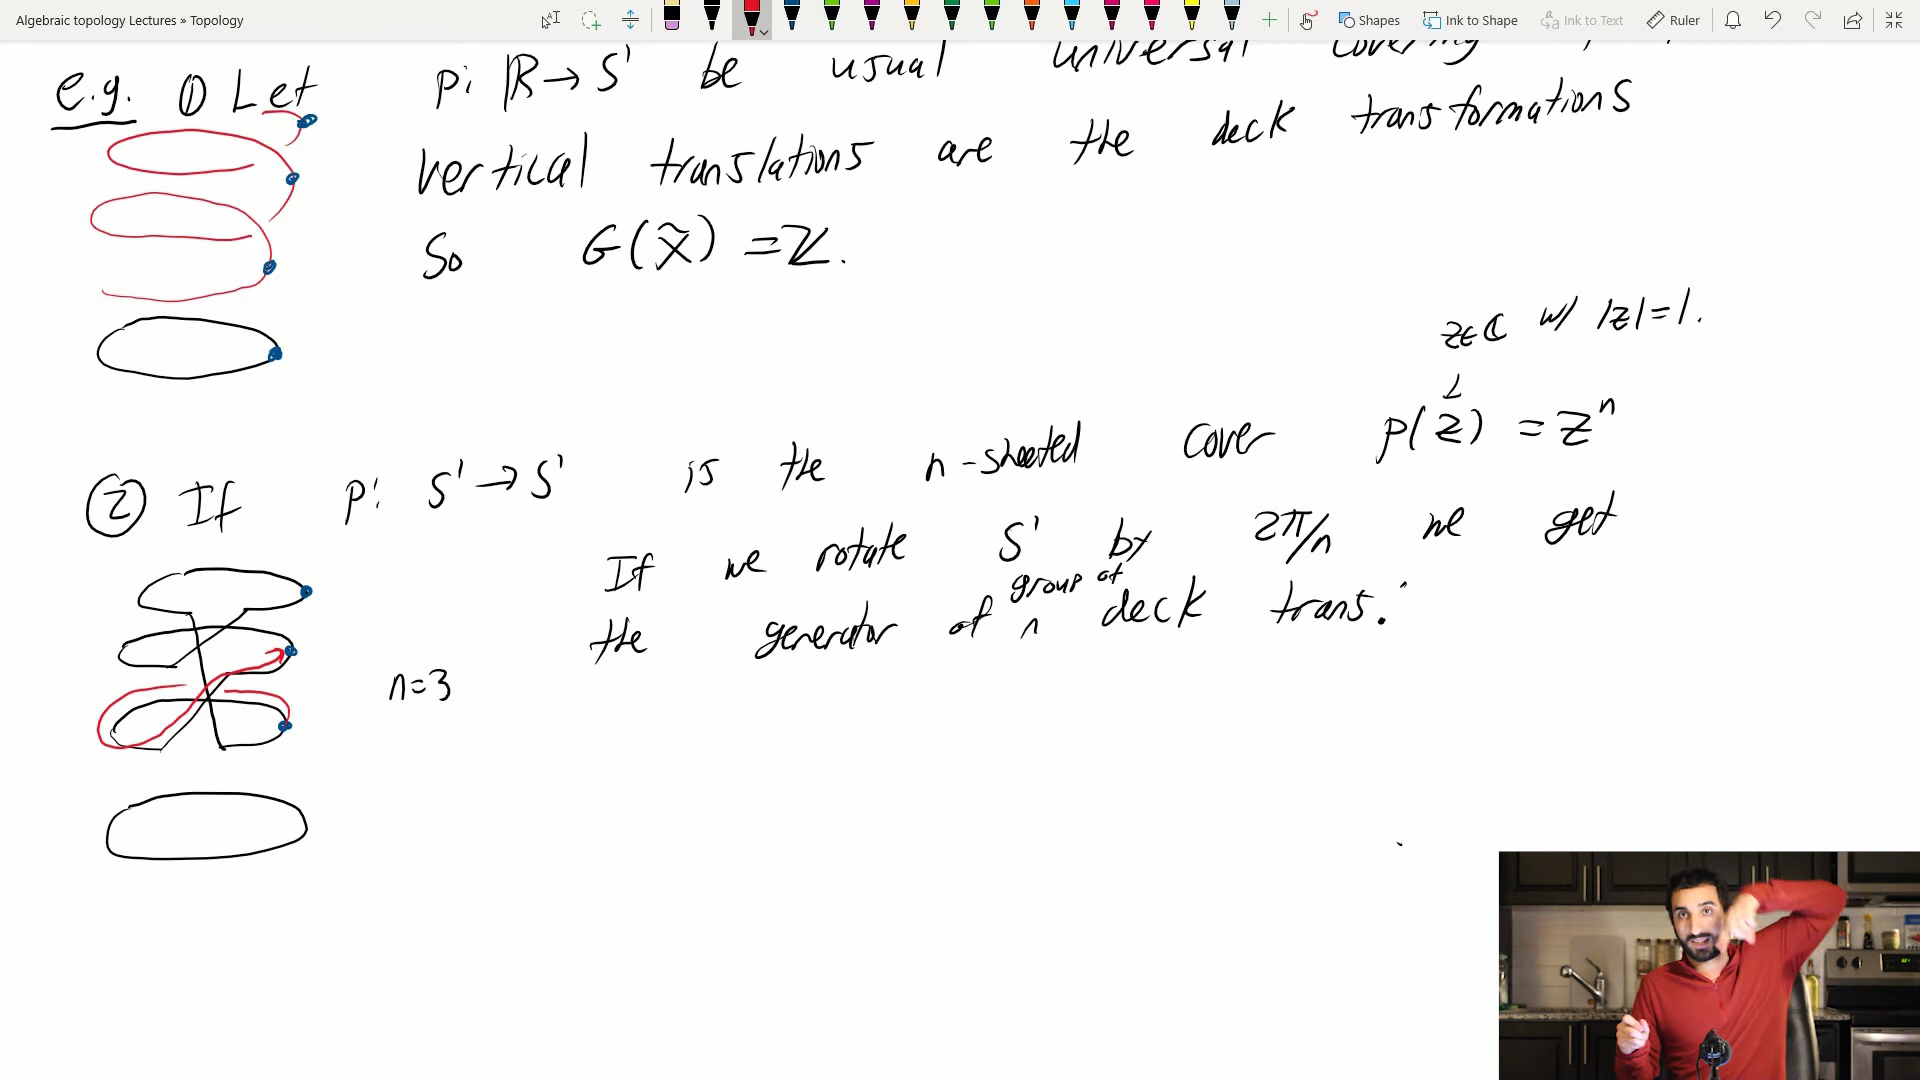 Algebraic topology Lectures » Topology
Shapes Ink to Shape Ink to Text Ruler
e.g. ① Let p: ℝ → S¹ be usual universal covering
vertical translations are the deck transformations
So G(X̃) = ℤ.
z∈ℂ w/ |z|=1.
② If p: S¹ → S¹ is the n-sheeted cover p(z) = zⁿ
If we rotate S¹ by 2π/n we get
the generator of group of n deck trans.
n=3